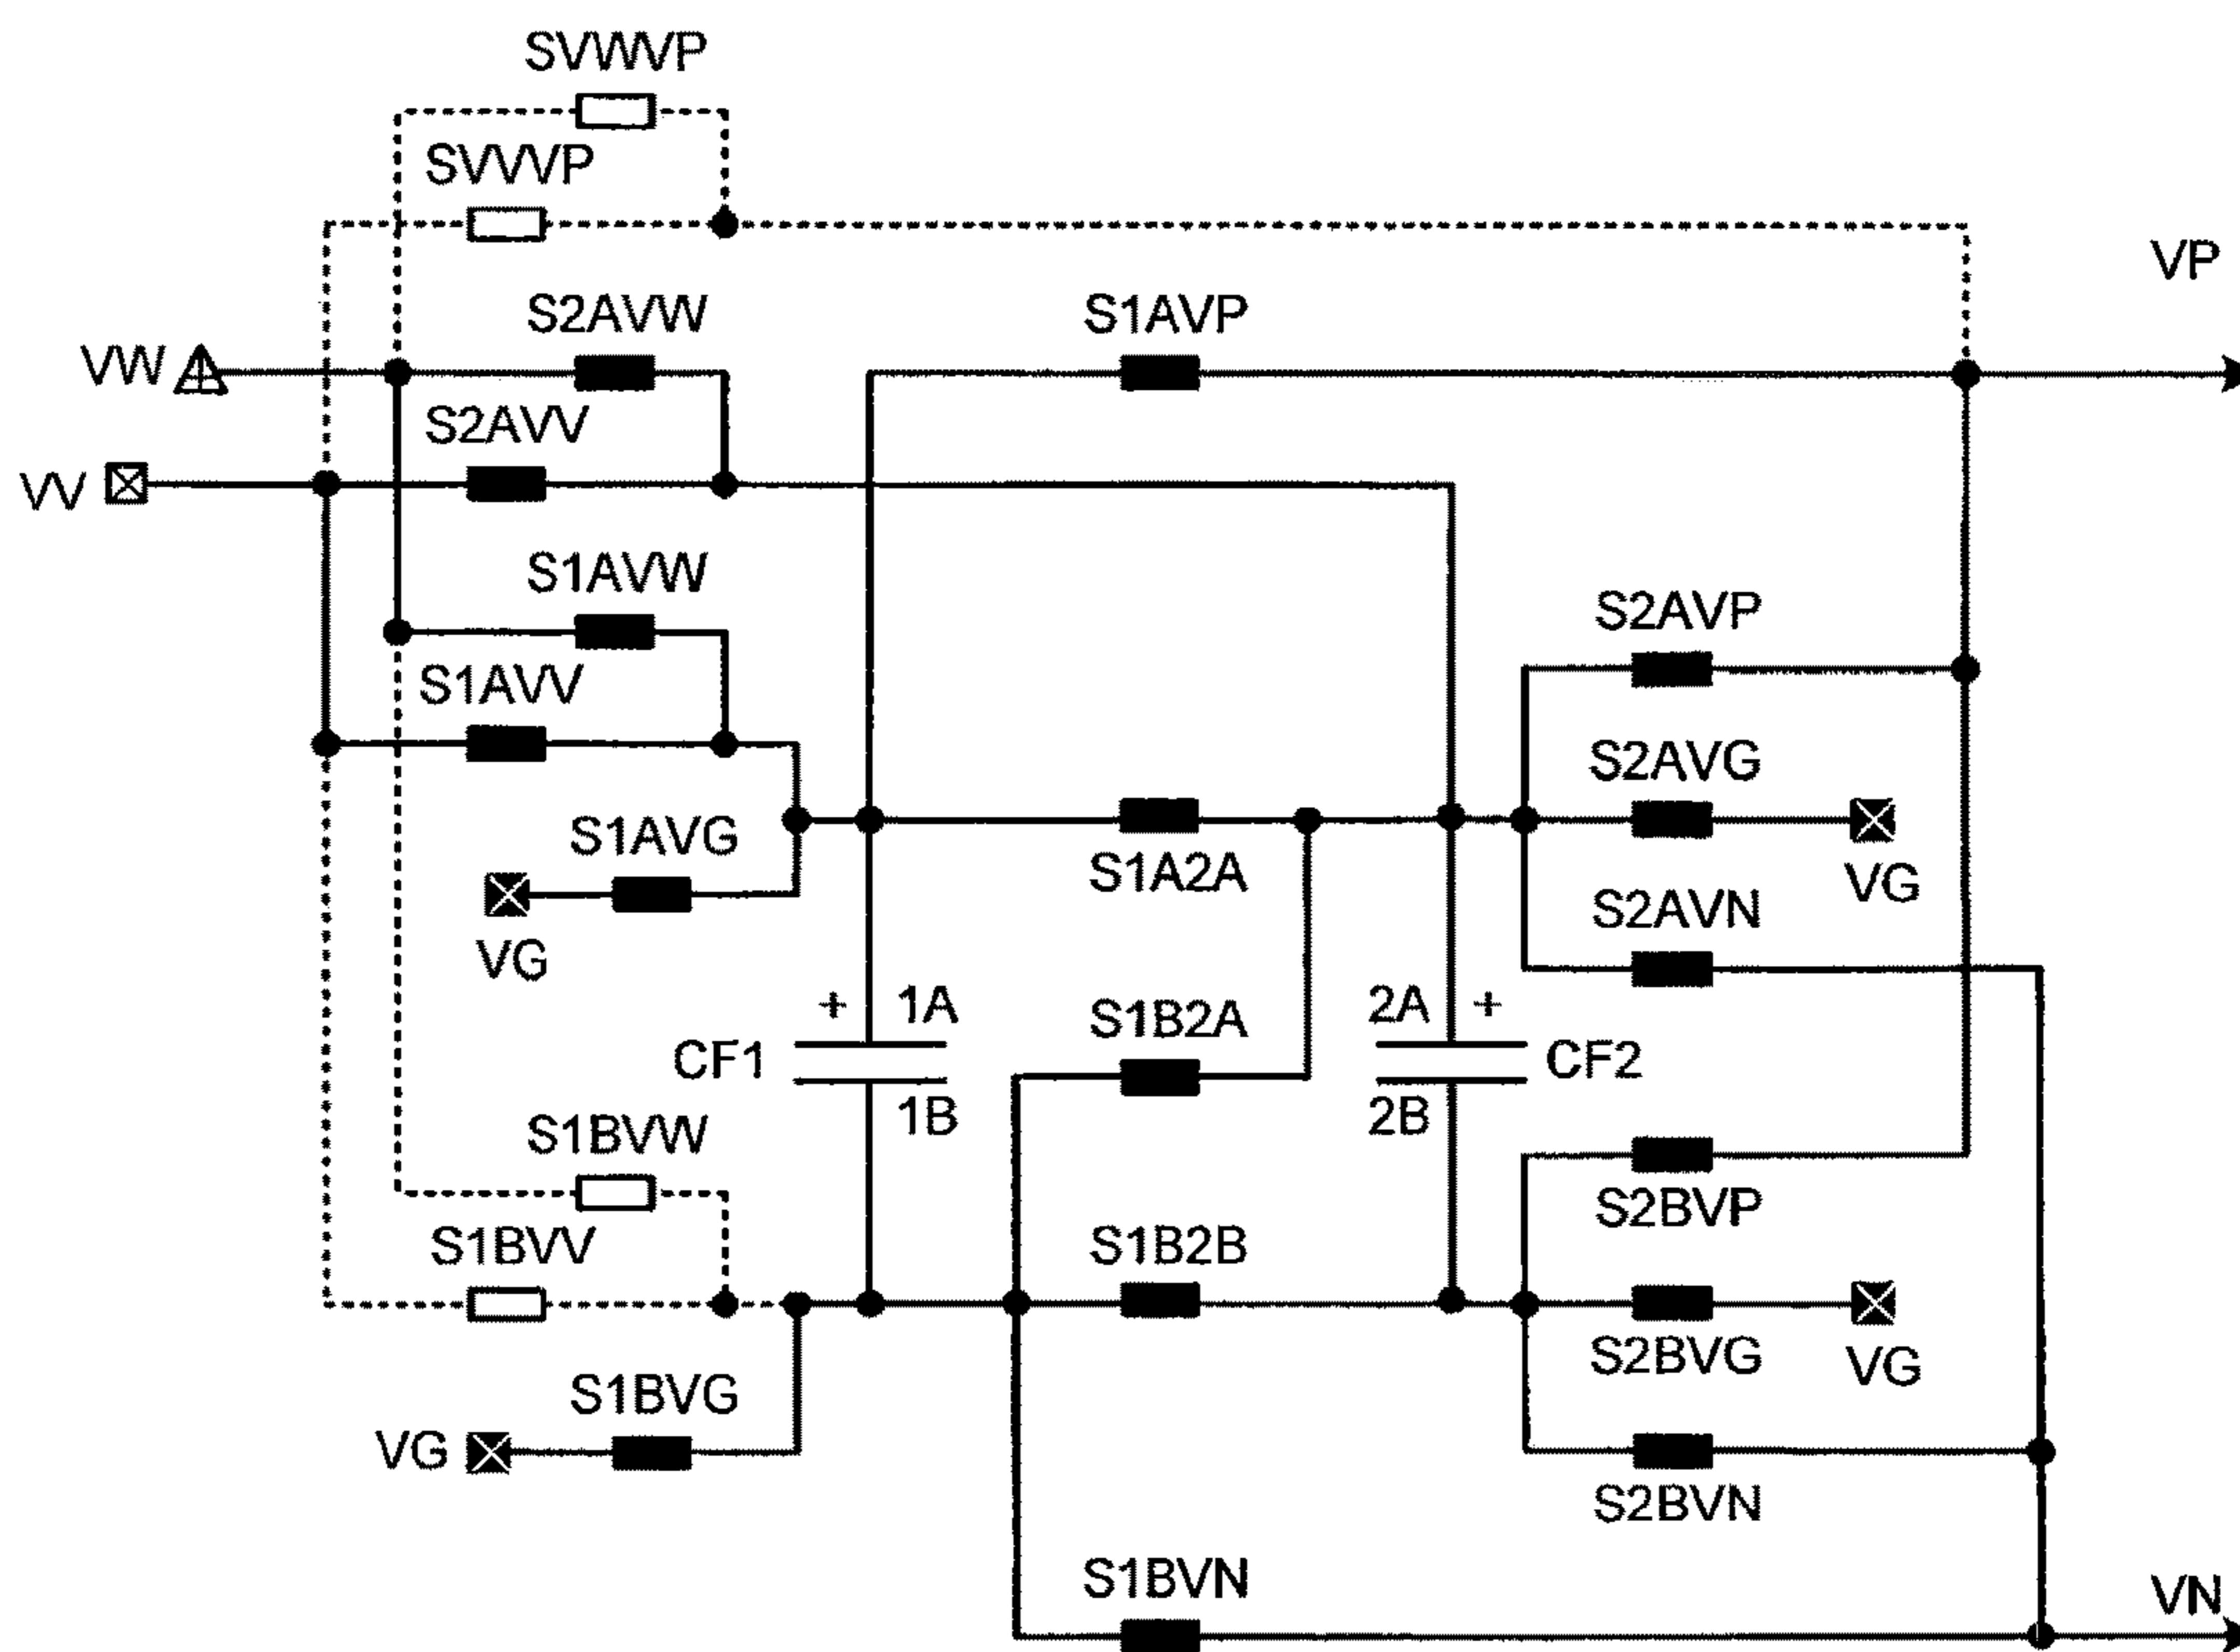 SVWVP
SVVVP
VP
S2AVW
S1AVP
VW
S2AVV
VV
S1AVW
S2AVP
S1AVV
S2AVG
S1AVG
S1A2A
VG
S2AVN
VG
+ 1A
S1B2A
2A +
CF1
CF2
1B
2B
S1BVW
S2BVP
S1BVV
S1B2B
S2BVG
VG
S1BVG
VG
S2BVN
S1BVN
VN